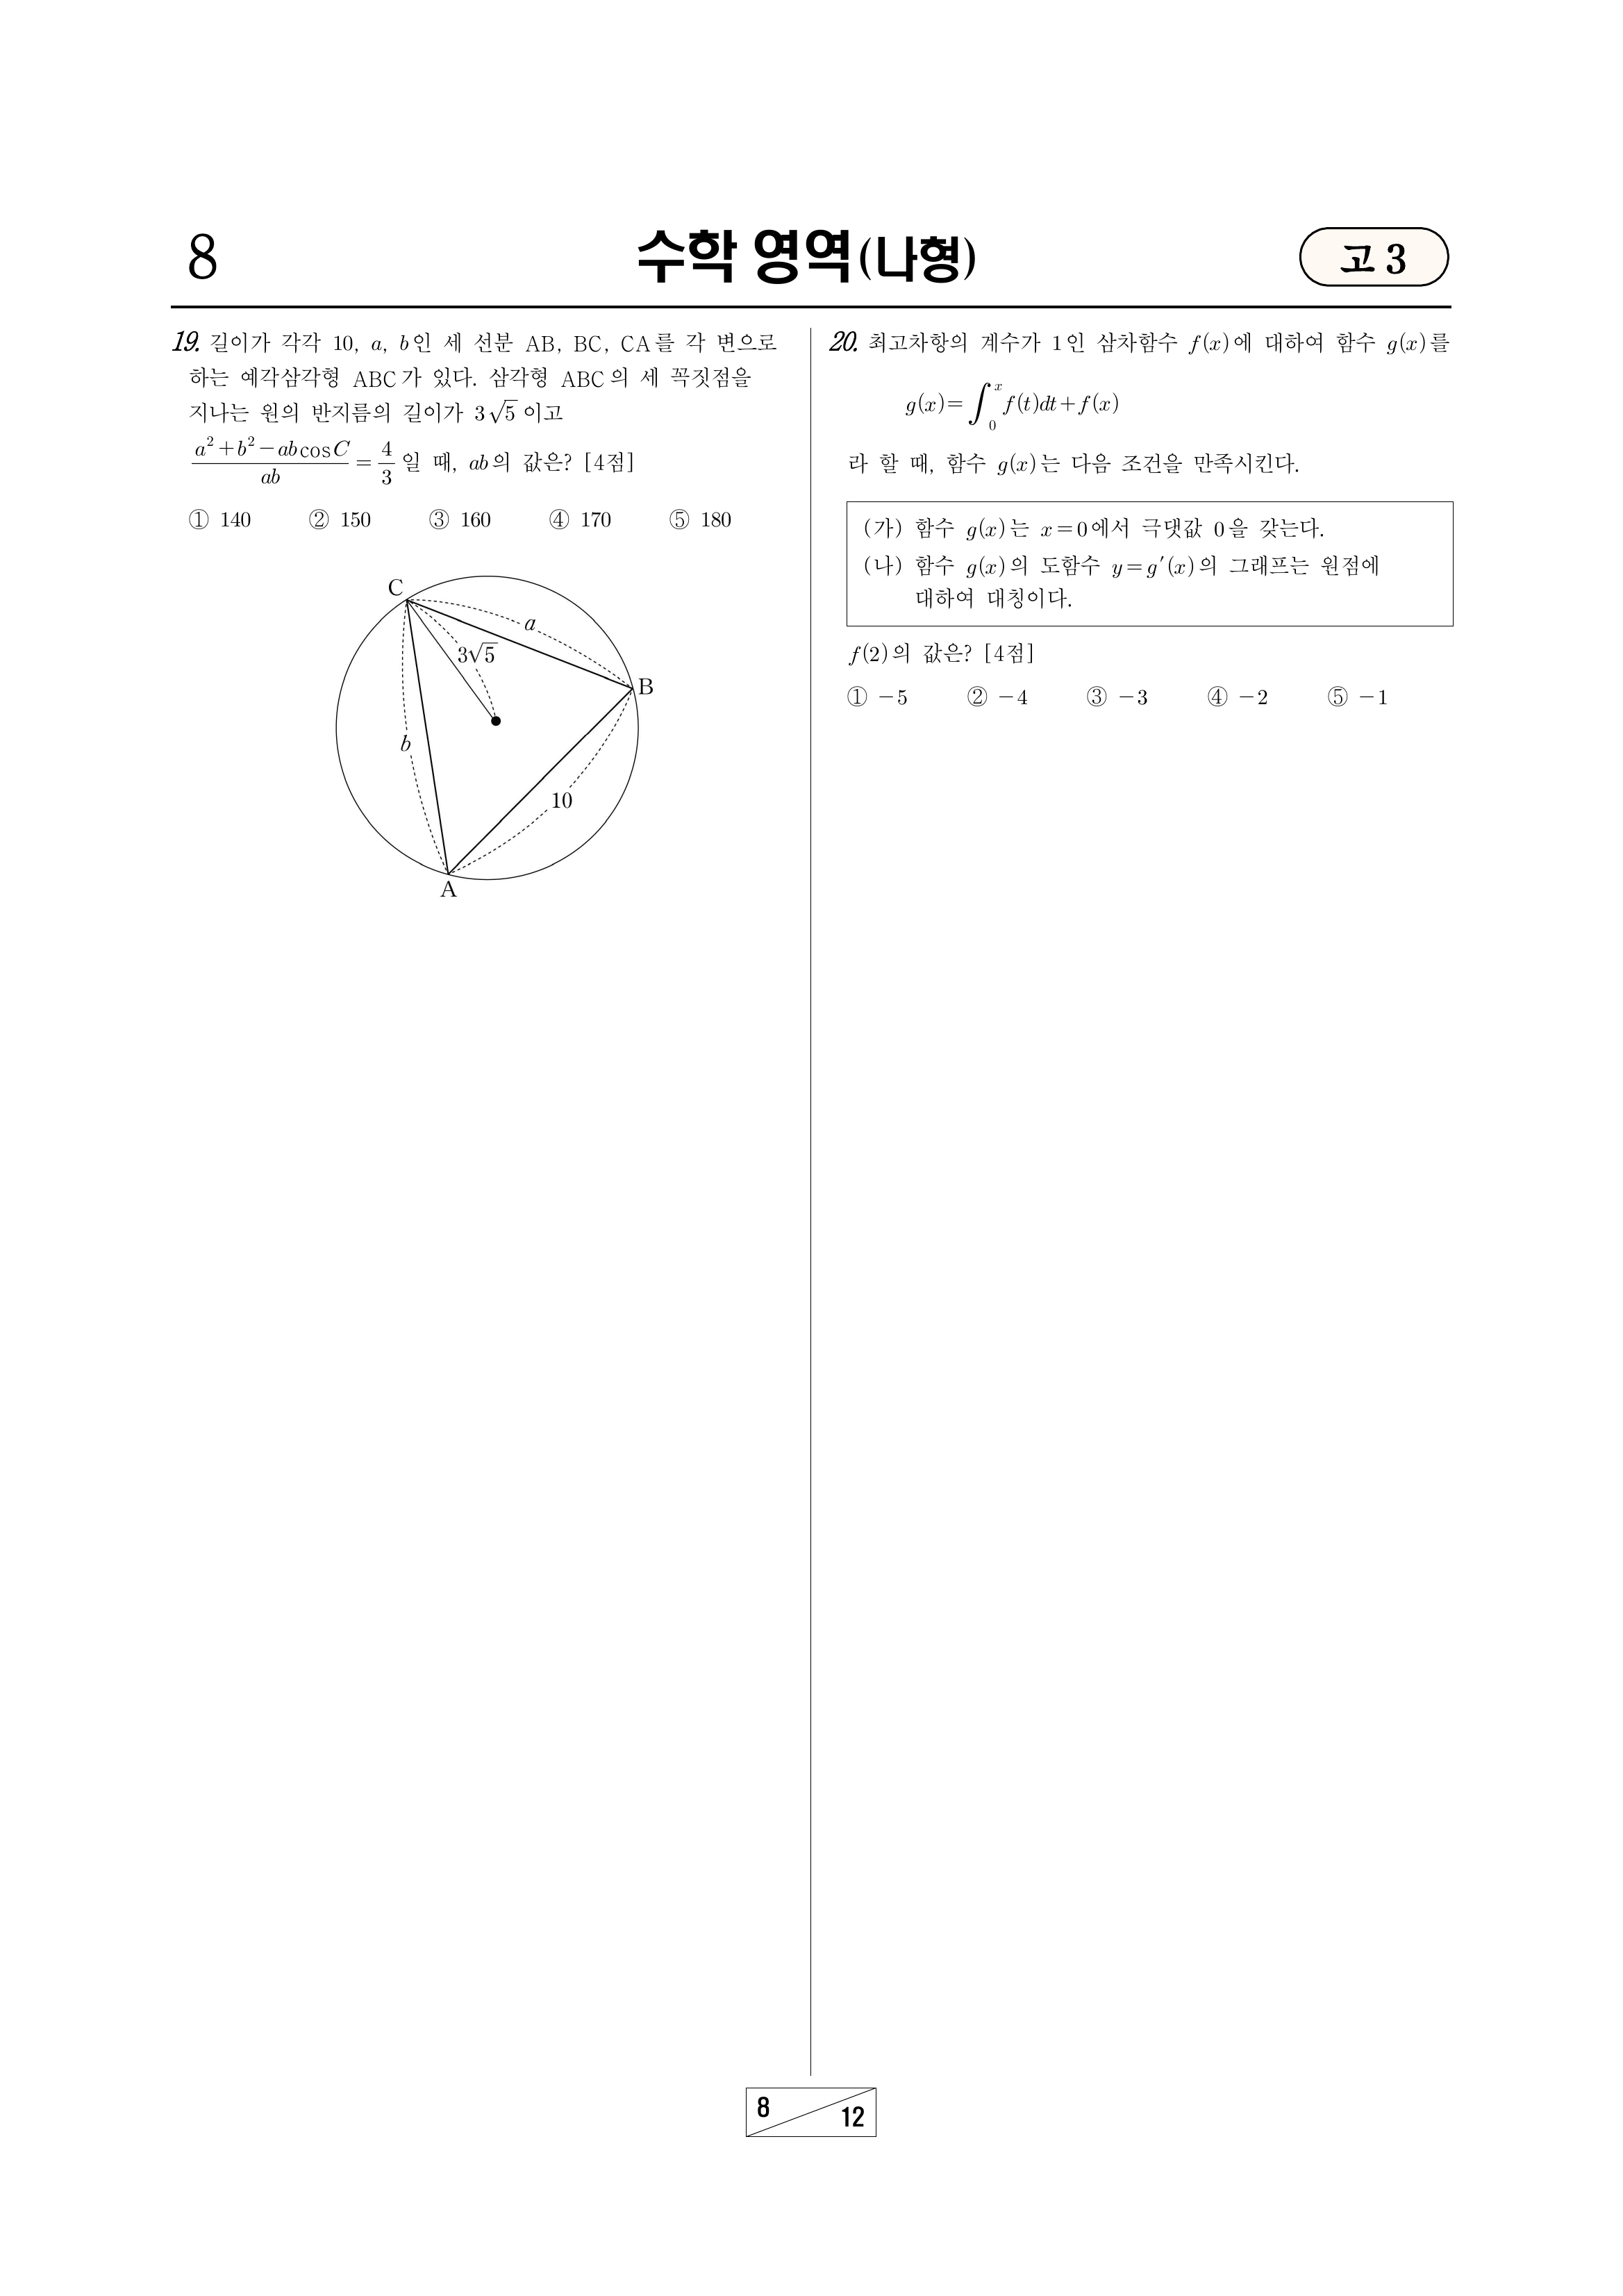 8
수학 영역(나형)
고 3
19. 길이가 각각 10, a, b인 세 선분 AB, BC, CA를 각 변으로
하는 예각삼각형 ABC가 있다. 삼각형 ABC의 세 꼭짓점을
지나는 원의 반지름의 길이가 3√5 이고
(a²+b²−ab cos C)/ab = 4/3 일 때, ab의 값은? [4점]
① 140 ② 150 ③ 160 ④ 170 ⑤ 180
C
a
3√5
B
b
10
A
20. 최고차항의 계수가 1인 삼차함수 f(x)에 대하여 함수 g(x)를
g(x)=∫₀ˣ f(t)dt+f(x)
라 할 때, 함수 g(x)는 다음 조건을 만족시킨다.
(가) 함수 g(x)는 x=0에서 극댓값 0을 갖는다.
(나) 함수 g(x)의 도함수 y=g′(x)의 그래프는 원점에
대하여 대칭이다.
f(2)의 값은? [4점]
① −5 ② −4 ③ −3 ④ −2 ⑤ −1
8
12